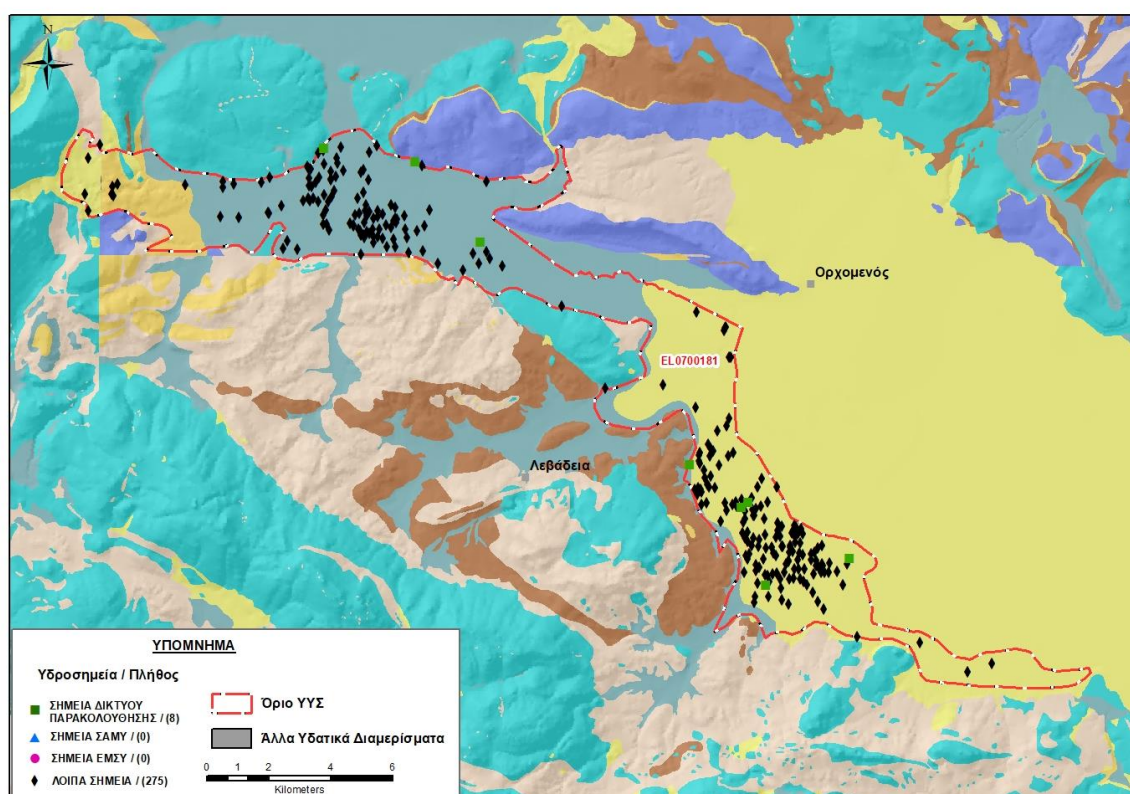 N
Ορχομενός
EL0700181
Λεβάδεια
ΥΠΟΜΝΗΜΑ
Υδροσημεία / Πλήθος
ΣΗΜΕΙΑ ΔΙΚΤΥΟΥ
ΠΑΡΑΚΟΛΟΥΘΗΣΗΣ / (8)
ΣΗΜΕΙΑ ΣΑΜΥ / (0)
ΣΗΜΕΙΑ ΕΜΣΥ / (0)
ΛΟΙΠΑ ΣΗΜΕΙΑ / (275)
Όριο ΥΥΣ
Άλλα Υδατικά Διαμερίσματα
0 1 2 4 6
Kilometers